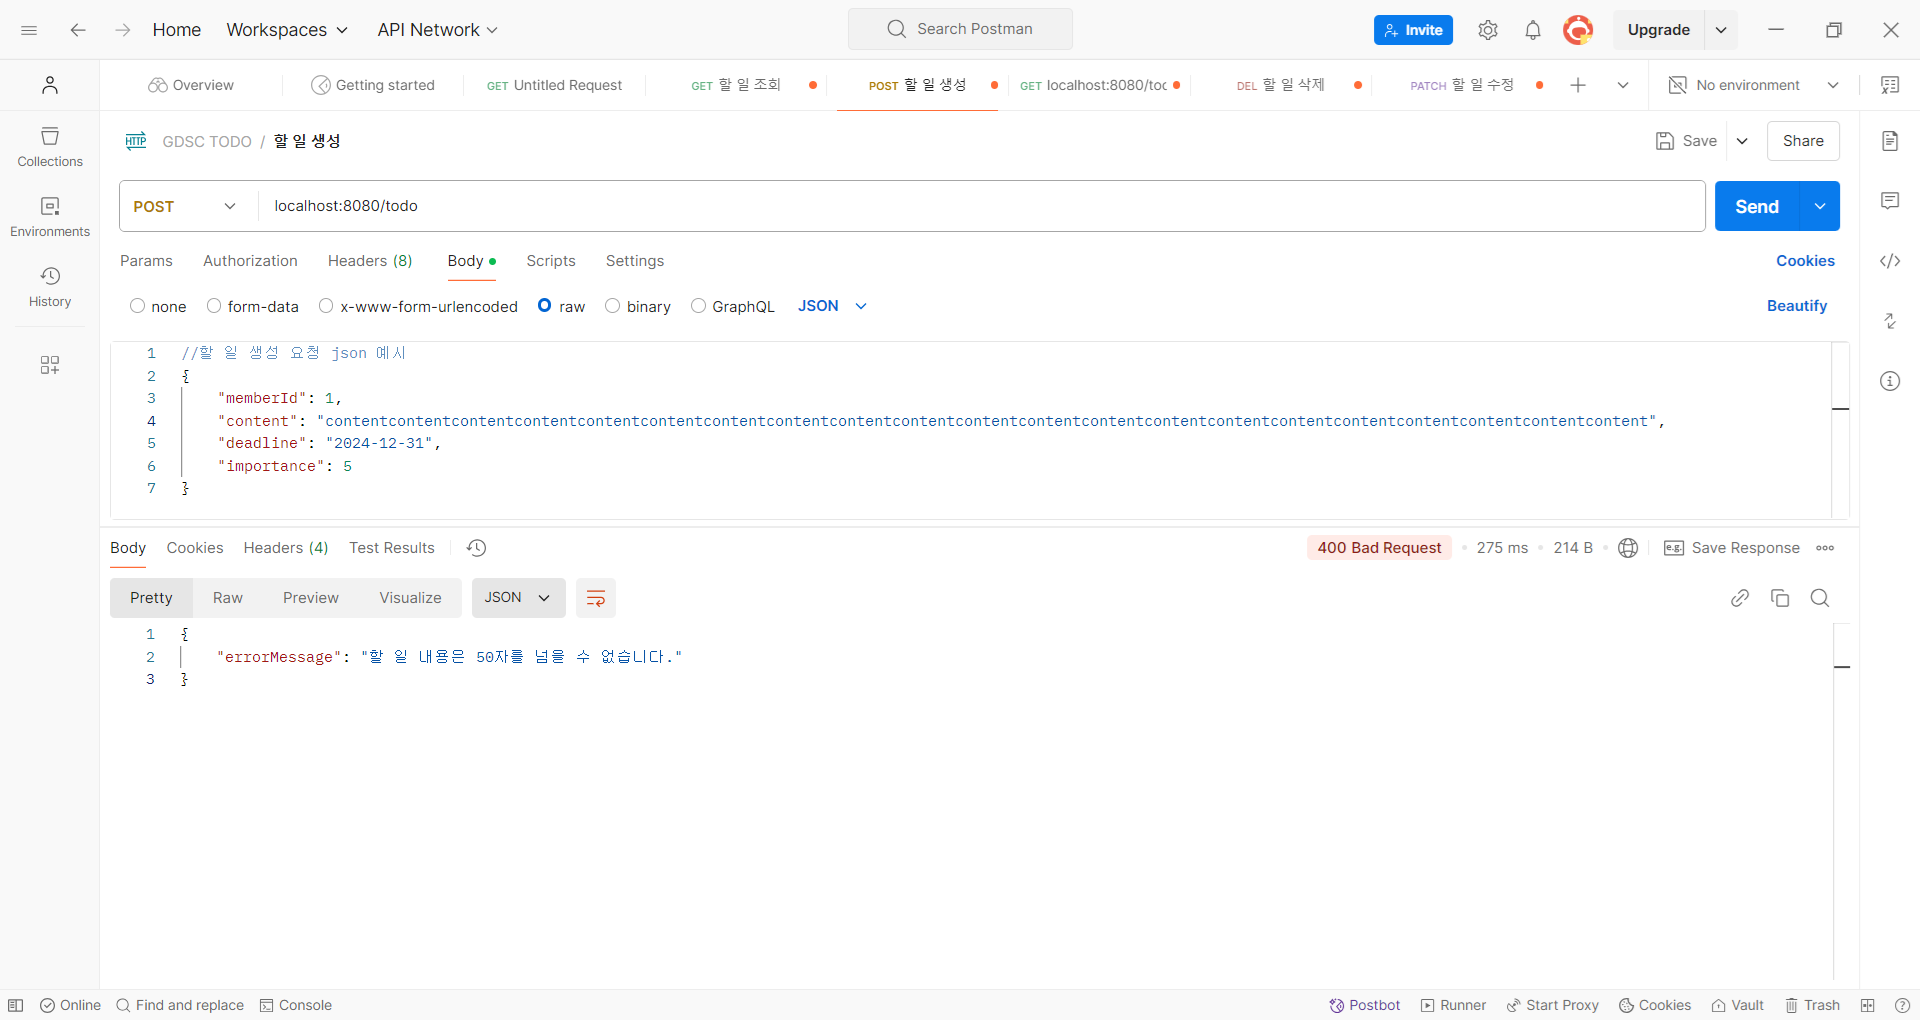 Home
Workspaces
API Network
Search Postman
Invite
Upgrade
Overview
Getting started
GET Untitled Request
GET 할 일 조회
POST 할 일 생성
GET localhost:8080/toc
DEL 할 일 삭제
PATCH 할 일 수정
No environment
Collections
Environments
History
HTTP GDSC TODO / 할 일 생성
Save
Share
POST
localhost:8080/todo
Send
Params Authorization Headers (8) Body Scripts Settings
Cookies
none form-data x-www-form-urlencoded raw binary GraphQL JSON
Beautify
1 //할 일 생성 요청 json 예시
2 {
3 "memberId": 1,
4 "content": "contentcontentcontentcontentcontentcontentcontentcontentcontentcontentcontentcontentcontentcontentcontentcontentcontentcontentcontentcontentcontent",
5 "deadline": "2024-12-31",
6 "importance": 5
7 }
Body Cookies Headers (4) Test Results
400 Bad Request 275 ms 214 B
e.g. Save Response
Pretty Raw Preview Visualize JSON
1 {
2 "errorMessage": "할 일 내용은 50자를 넘을 수 없습니다."
3 }
Online Find and replace Console
Postbot Runner Start Proxy Cookies Vault Trash